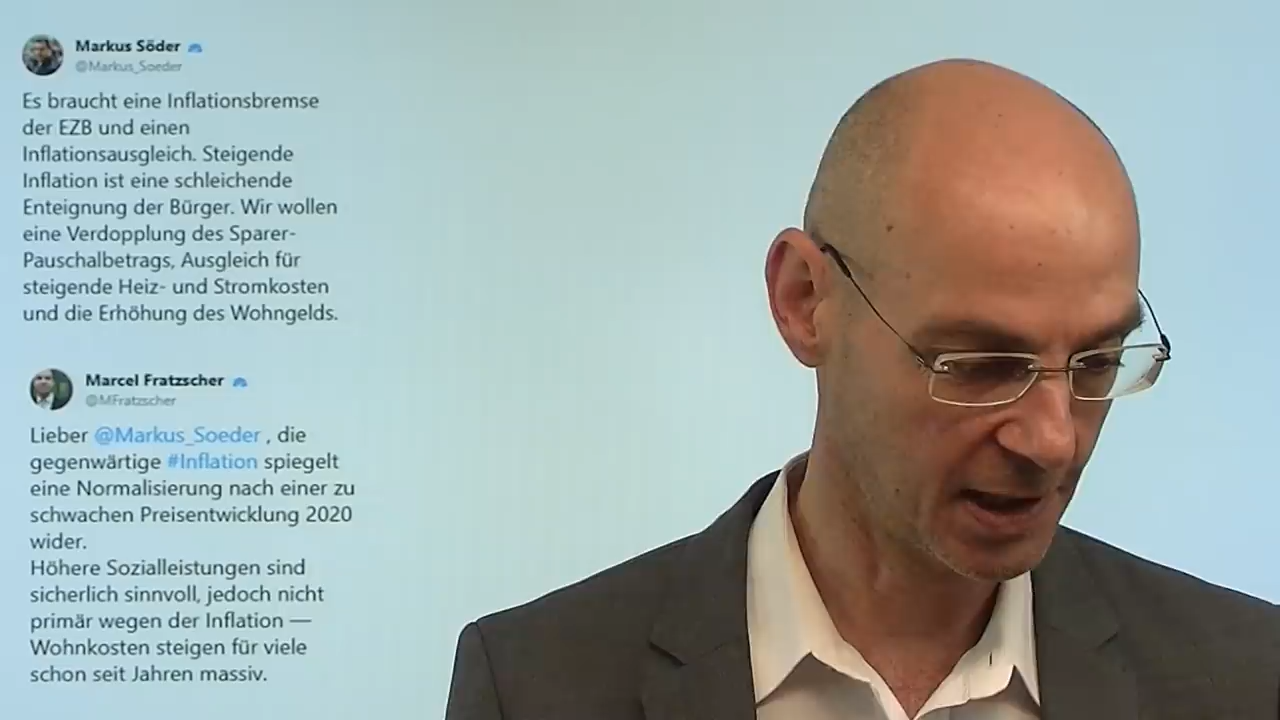 Markus Söder
@Markus_Soeder
Es braucht eine Inflationsbremse
der EZB und einen
Inflationsausgleich. Steigende
Inflation ist eine schleichende
Enteignung der Bürger. Wir wollen
eine Verdopplung des Sparer-
Pauschalbetrags, Ausgleich für
steigende Heiz- und Stromkosten
und die Erhöhung des Wohngelds.
Marcel Fratzscher
@MFratzscher
Lieber @Markus_Soeder , die
gegenwärtige #Inflation spiegelt
eine Normalisierung nach einer zu
schwachen Preisentwicklung 2020
wider.
Höhere Sozialleistungen sind
sicherlich sinnvoll, jedoch nicht
primär wegen der Inflation —
Wohnkosten steigen für viele
schon seit Jahren massiv.